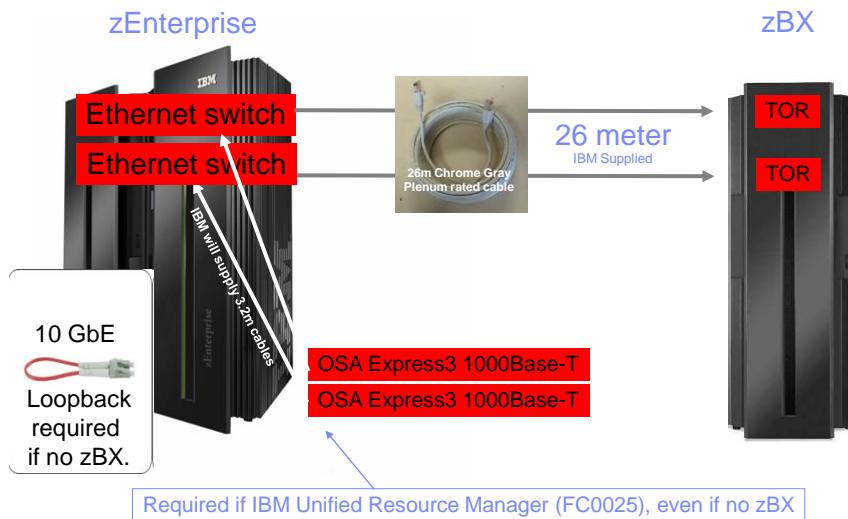 zEnterprise
zBX
IBM
Ethernet switch
Ethernet switch
TOR
TOR
26m Chrome Gray
Plenum rated cable
26 meter
IBM Supplied
IBM will supply 3.2m cables
zEnterprise
10 GbE
Loopback
required
if no zBX.
OSA Express3 1000Base-T
OSA Express3 1000Base-T
Required if IBM Unified Resource Manager (FC0025), even if no zBX